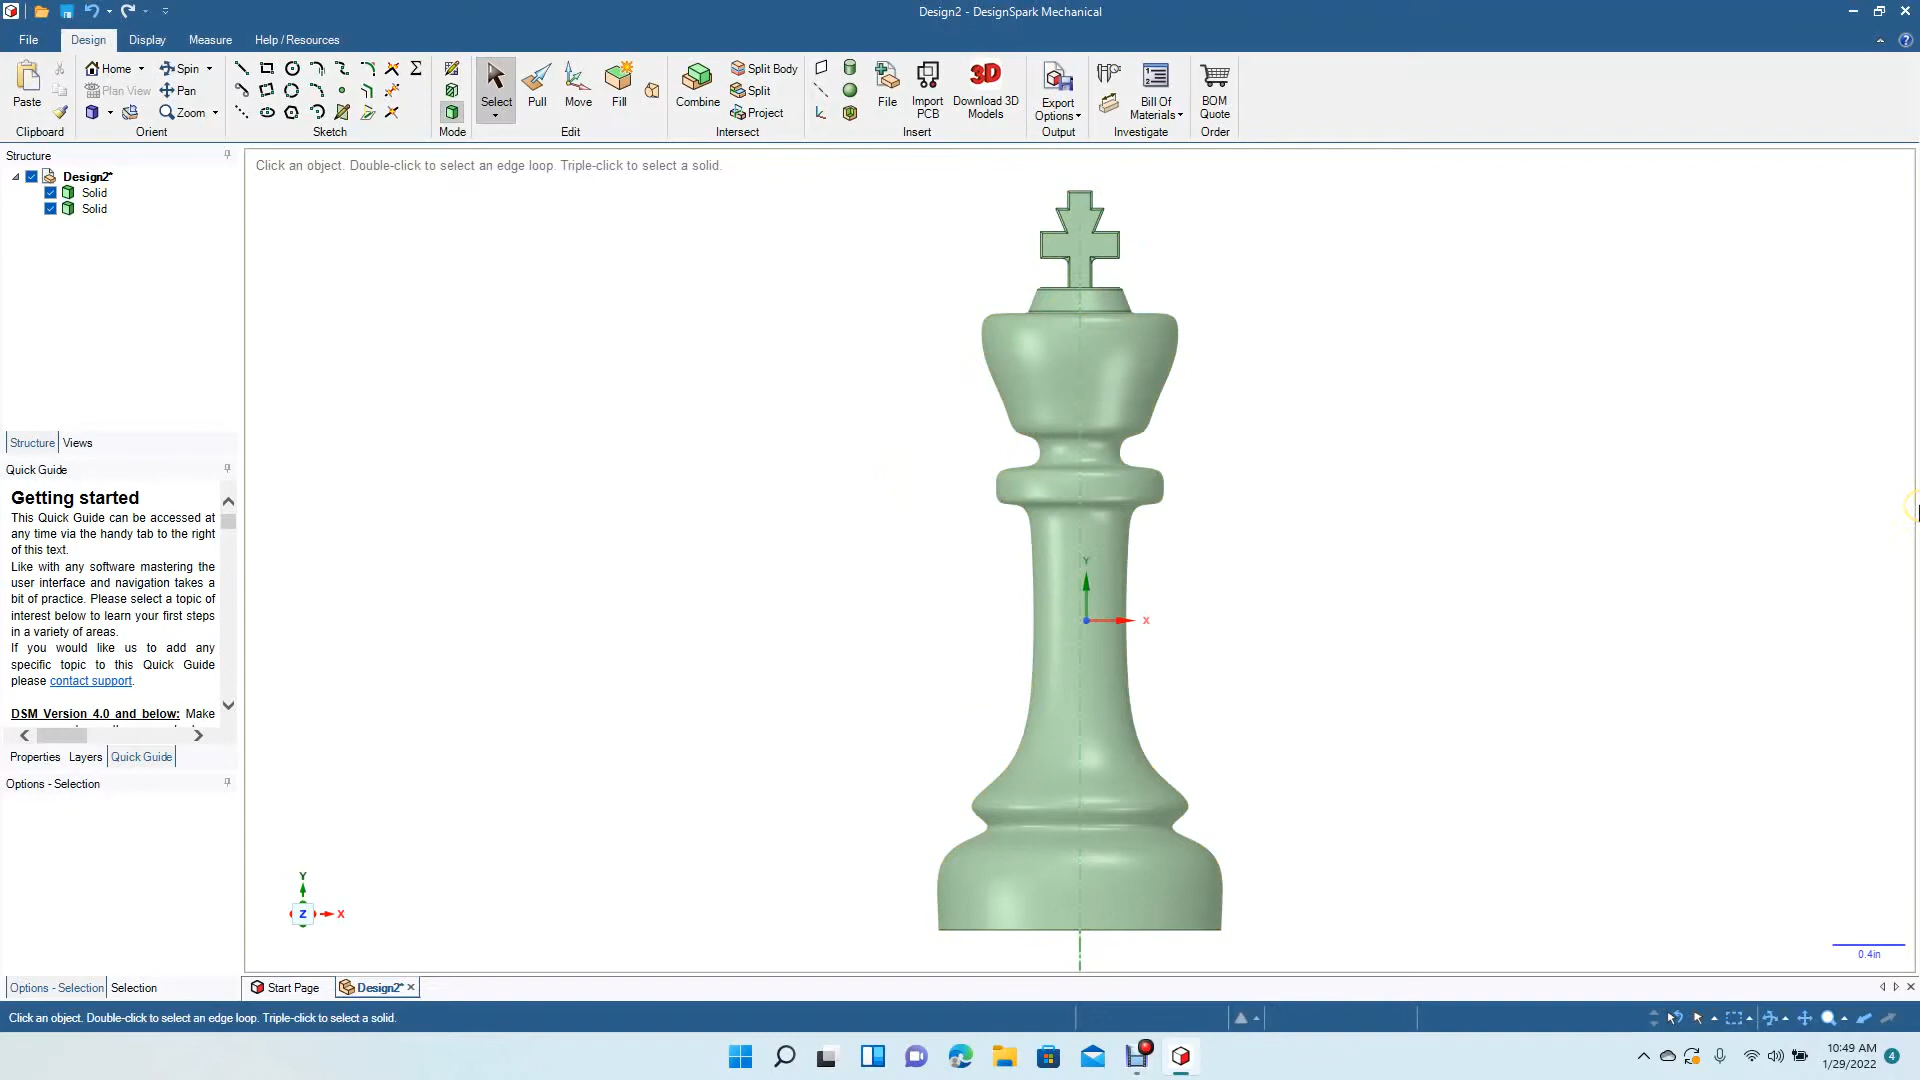 Design2 - DesignSpark Mechanical
File Design Display Measure Help / Resources
Home Spin Split Body
Plan View Pan Split
Zoom Project
Paste Select Pull Move Fill Combine File Import PCB Download 3D Models Export Options Bill Of Materials BOM Quote
3D
Clipboard Orient Sketch Mode Edit Intersect Insert Output Investigate Order
Structure
Design2*
Solid
Solid
Structure Views
Click an object. Double-click to select an edge loop. Triple-click to select a solid.
Quick Guide
Getting started
This Quick Guide can be accessed at
any time via the handy tab to the right
of this text.
Like with any software mastering the
user interface and navigation takes a
bit of practice. Please select a topic of
interest below to learn your first steps
in a variety of areas.
If you would like us to add any
specific topic to this Quick Guide
please contact support.
DSM Version 4.0 and below: Make
Properties Layers Quick Guide
Options - Selection
Y
X
Y
Z X
0.4in
Options - Selection Selection
Start Page Design2*
Click an object. Double-click to select an edge loop. Triple-click to select a solid.
10:49 AM
1/29/2022
4